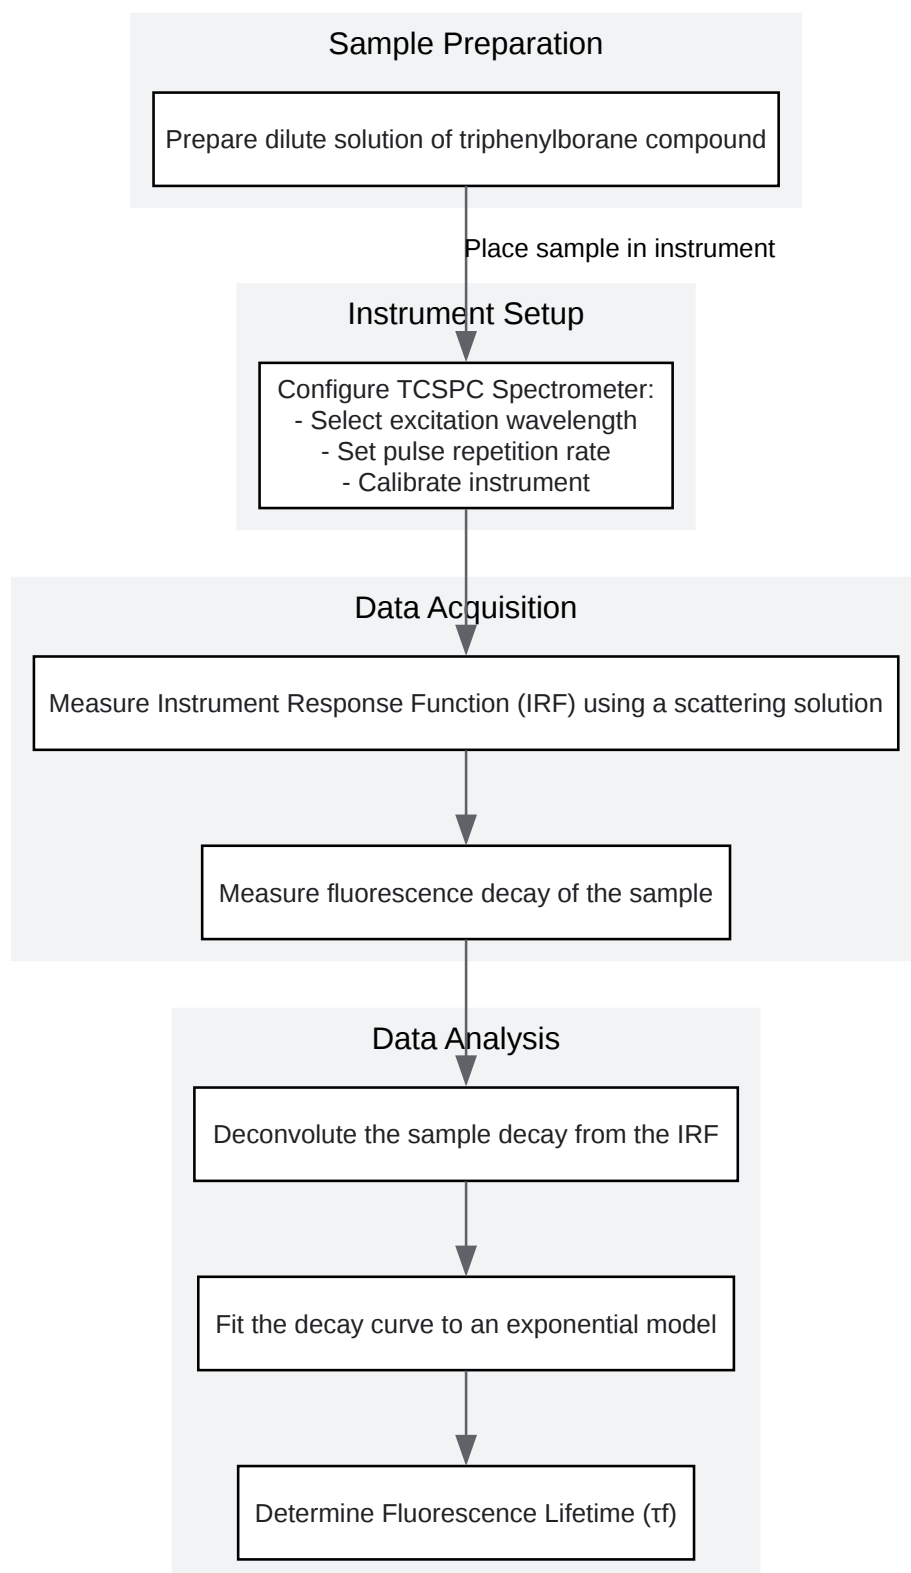 Sample Preparation
Prepare dilute solution of triphenylborane compound
Place sample in instrument
Instrument Setup
Configure TCSPC Spectrometer:
- Select excitation wavelength
- Set pulse repetition rate
- Calibrate instrument
Data Acquisition
Measure Instrument Response Function (IRF) using a scattering solution
Measure fluorescence decay of the sample
Data Analysis
Deconvolute the sample decay from the IRF
Fit the decay curve to an exponential model
Determine Fluorescence Lifetime (τf)